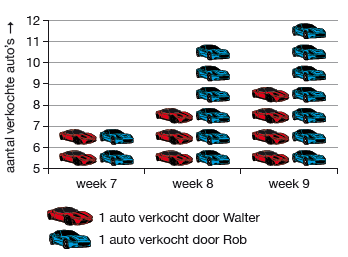 aantal verkochte auto's →
12
11
10
9
8
7
6
5
week 7
week 8
week 9
1 auto verkocht door Walter
1 auto verkocht door Rob